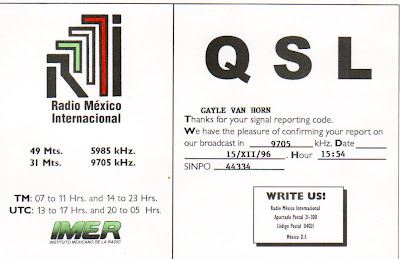 Radio México
Internacional
49 Mts. 5985 kHz.
31 Mts. 9705 kHz.
TM: 07 to 11 Hrs. and 14 to 23 Hrs.
UTC: 13 to 17 Hrs. and 20 to 05 Hrs.
IMER
INSTITUTO MEXICANO DE LA RADIO
QSL
GAYLE VAN HORN
Thanks for your signal reporting code.
We have the pleasure of confirming your report on
our broadcast in 9705 kHz. Date
15/XII/96. Hour 15:54
SINPO 44334
WRITE US!
Radio México Internacional
Apartado Postal 21-300
Código Postal 04021
México D.F.